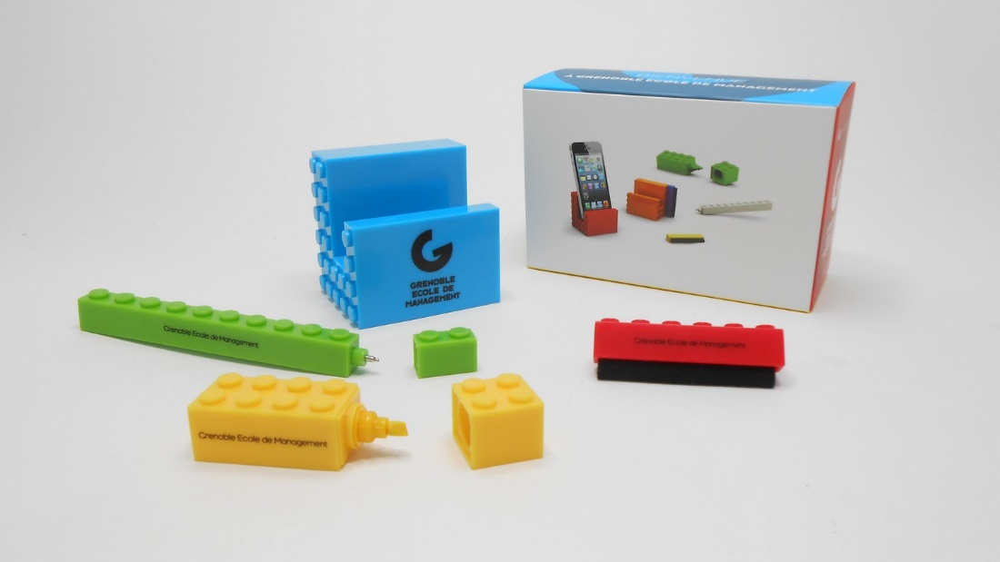 BIENVENUE
À GRENOBLE ECOLE DE MANAGEMENT
GRENOBLE
ECOLE DE
MANAGEMENT
Grenoble Ecole de Management
Grenoble Ecole de Management
Grenoble Ecole de Management